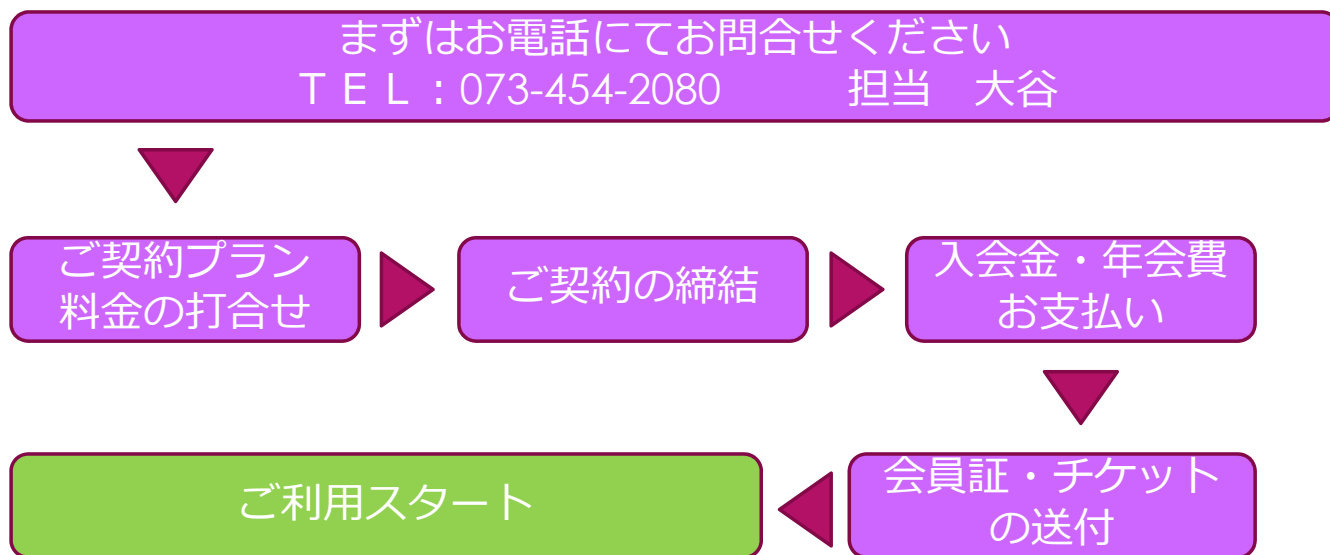 まずはお電話にてお問合せください
ＴＥＬ：073-454-2080　　　担当　大谷
ご契約プラン
料金の打合せ
ご契約の締結
入会金・年会費
お支払い
会員証・チケット
の送付
ご利用スタート